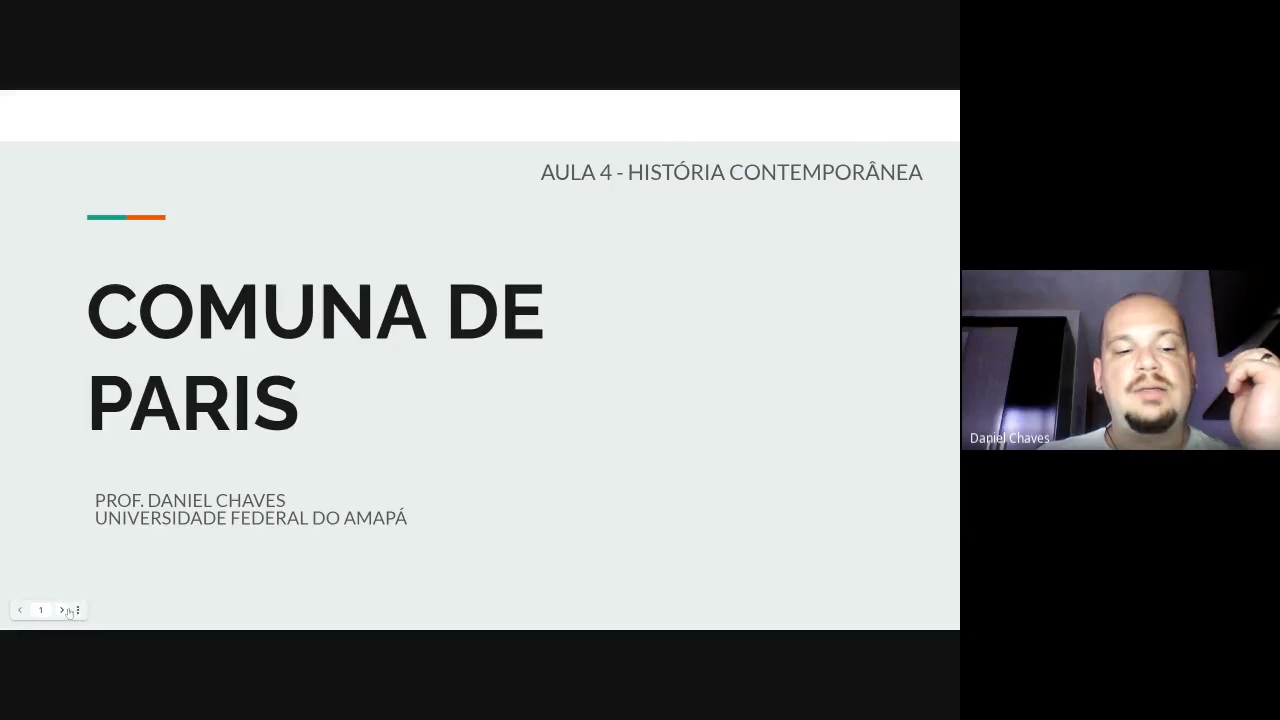 AULA 4 - HISTÓRIA CONTEMPORÂNEA
COMUNA DE
PARIS
PROF. DANIEL CHAVES
UNIVERSIDADE FEDERAL DO AMAPÁ
1
Daniel Chaves